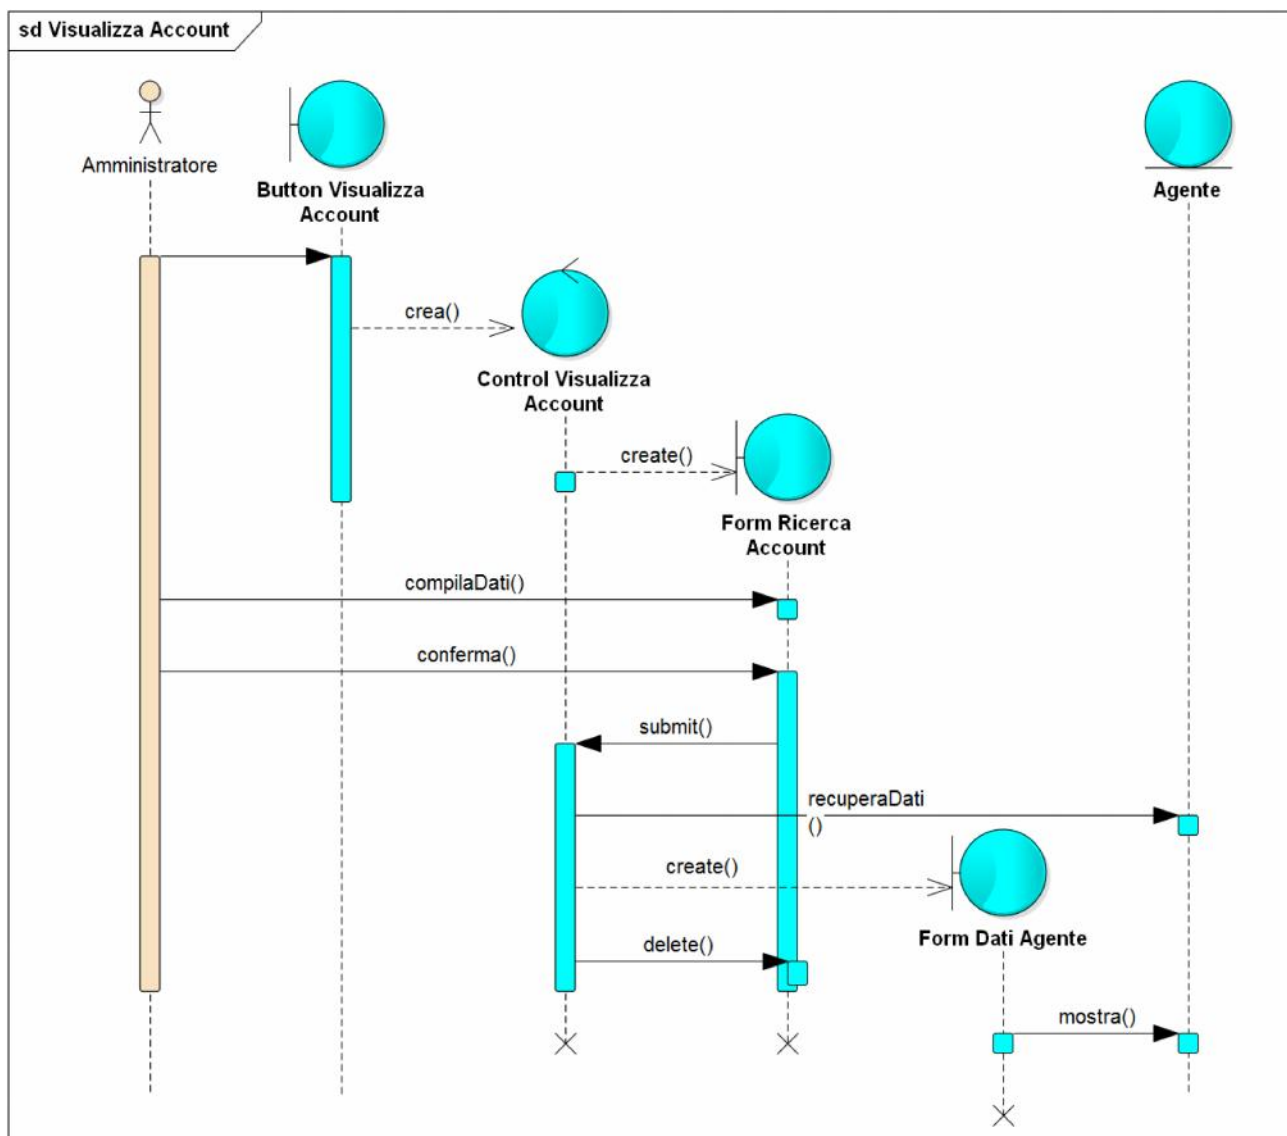 sd Visualizza Account
Amministratore
Button Visualizza
Account
Agente
crea()
Control Visualizza
Account
create()
Form Ricerca
Account
compilaDati()
conferma()
submit()
recuperaDati
()
create()
Form Dati Agente
delete()
mostra()